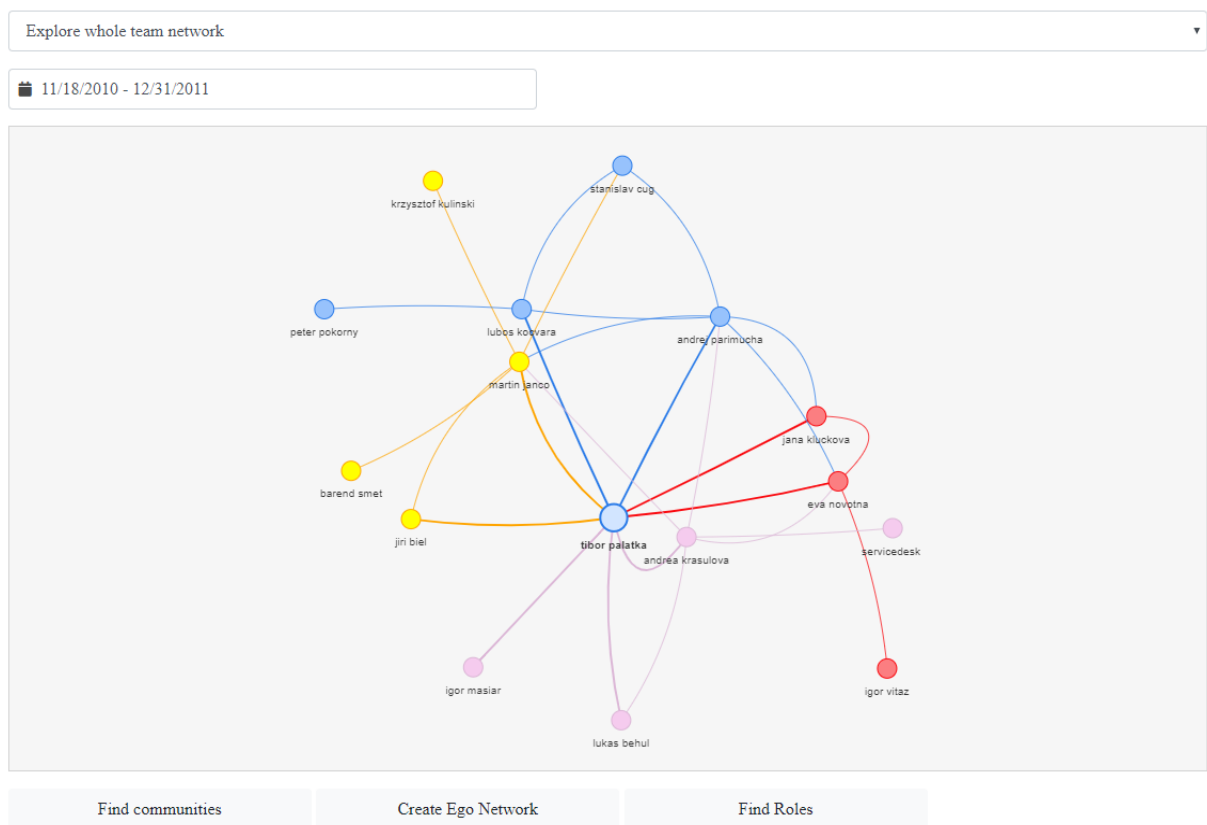 Explore whole team network
11/18/2010 - 12/31/2011
stanislav cug
krzysztof kulinski
peter pokorny
lubos kocvara
andrej parimucha
martin janco
jana kluckova
barend smet
eva novotna
jiri biel
tibor palatka
andrea krasulova
servicedesk
igor masiar
igor vitaz
lukas behul
Find communities
Create Ego Network
Find Roles